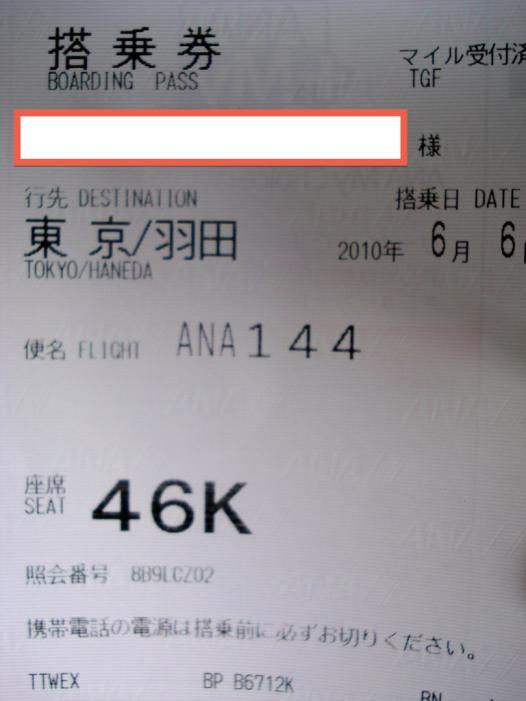 搭乗券
マイル受付済
BOARDING PASS
TGF
様
行先 DESTINATION
搭乗日 DATE
東京/羽田
2010年 6月 6日
TOKYO/HANEDA
便名 FLIGHT ANA144
座席
SEAT
46K
照会番号 8B9LCZ02
携帯電話の電源は搭乗前に必ずお切りください。
TTWEX BP B6712K BN